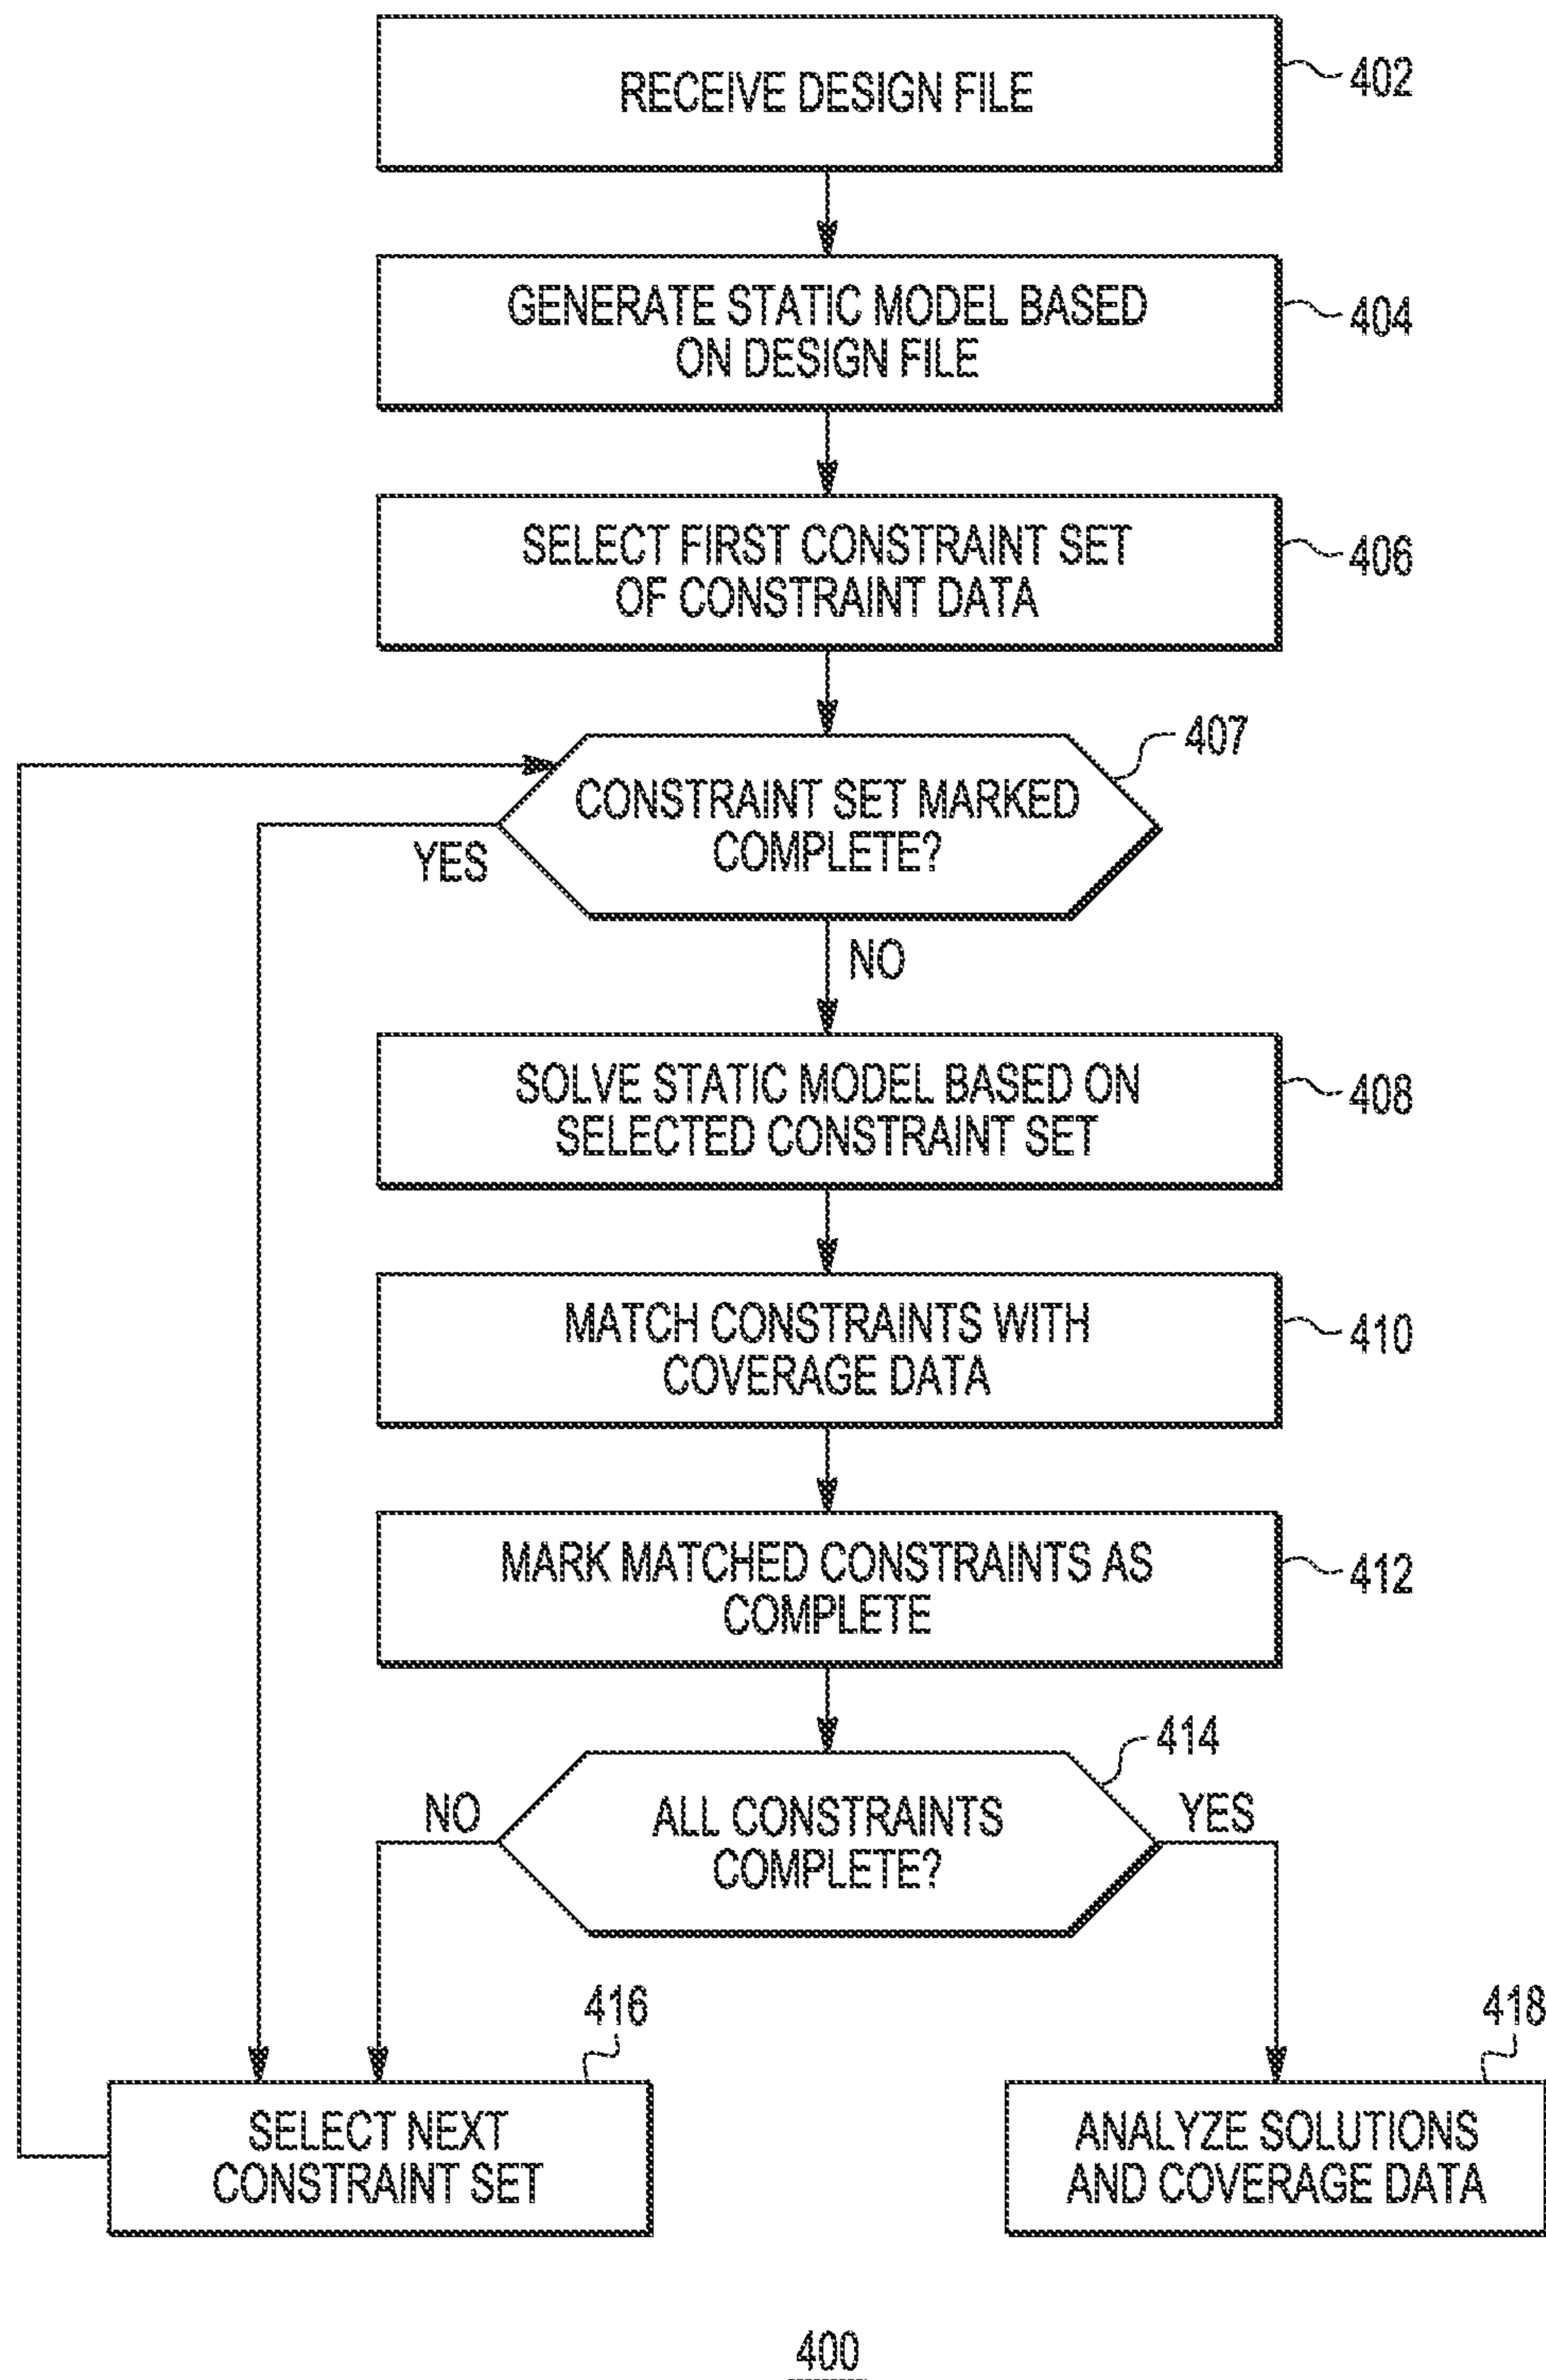 RECEIVE DESIGN FILE
402
GENERATE STATIC MODEL BASED
ON DESIGN FILE
404
SELECT FIRST CONSTRAINT SET
OF CONSTRAINT DATA
406
407
CONSTRAINT SET MARKED
COMPLETE?
YES
NO
SOLVE STATIC MODEL BASED ON
SELECTED CONSTRAINT SET
408
MATCH CONSTRAINTS WITH
COVERAGE DATA
410
MARK MATCHED CONSTRAINTS AS
COMPLETE
412
414
NO
ALL CONSTRAINTS
COMPLETE?
YES
416
418
SELECT NEXT
CONSTRAINT SET
ANALYZE SOLUTIONS
AND COVERAGE DATA
400